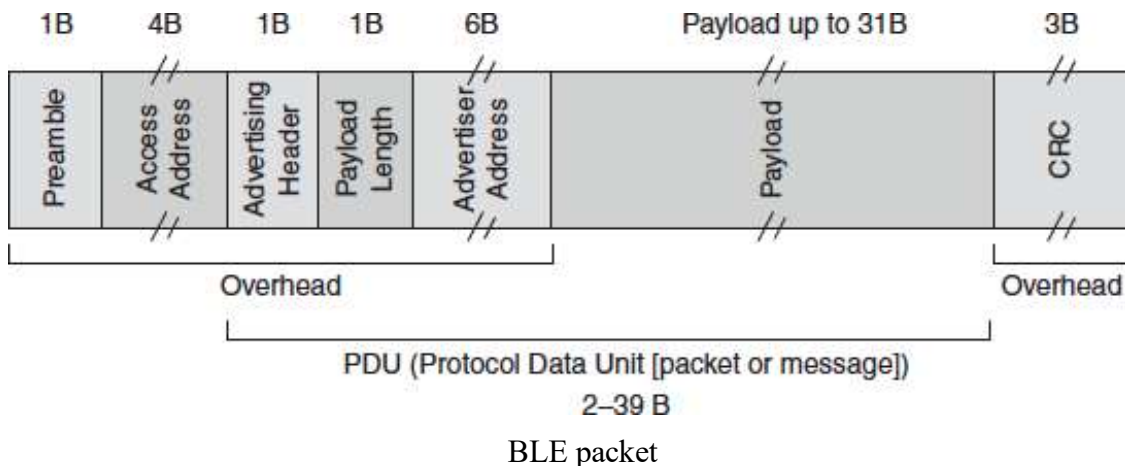 1B 4B 1B 1B 6B Payload up to 31B 3B
Preamble
Access
Address
Advertising
Header
Payload
Length
Advertiser
Address
Payload
CRC
Overhead Overhead
PDU (Protocol Data Unit [packet or message])
2–39 B
BLE packet